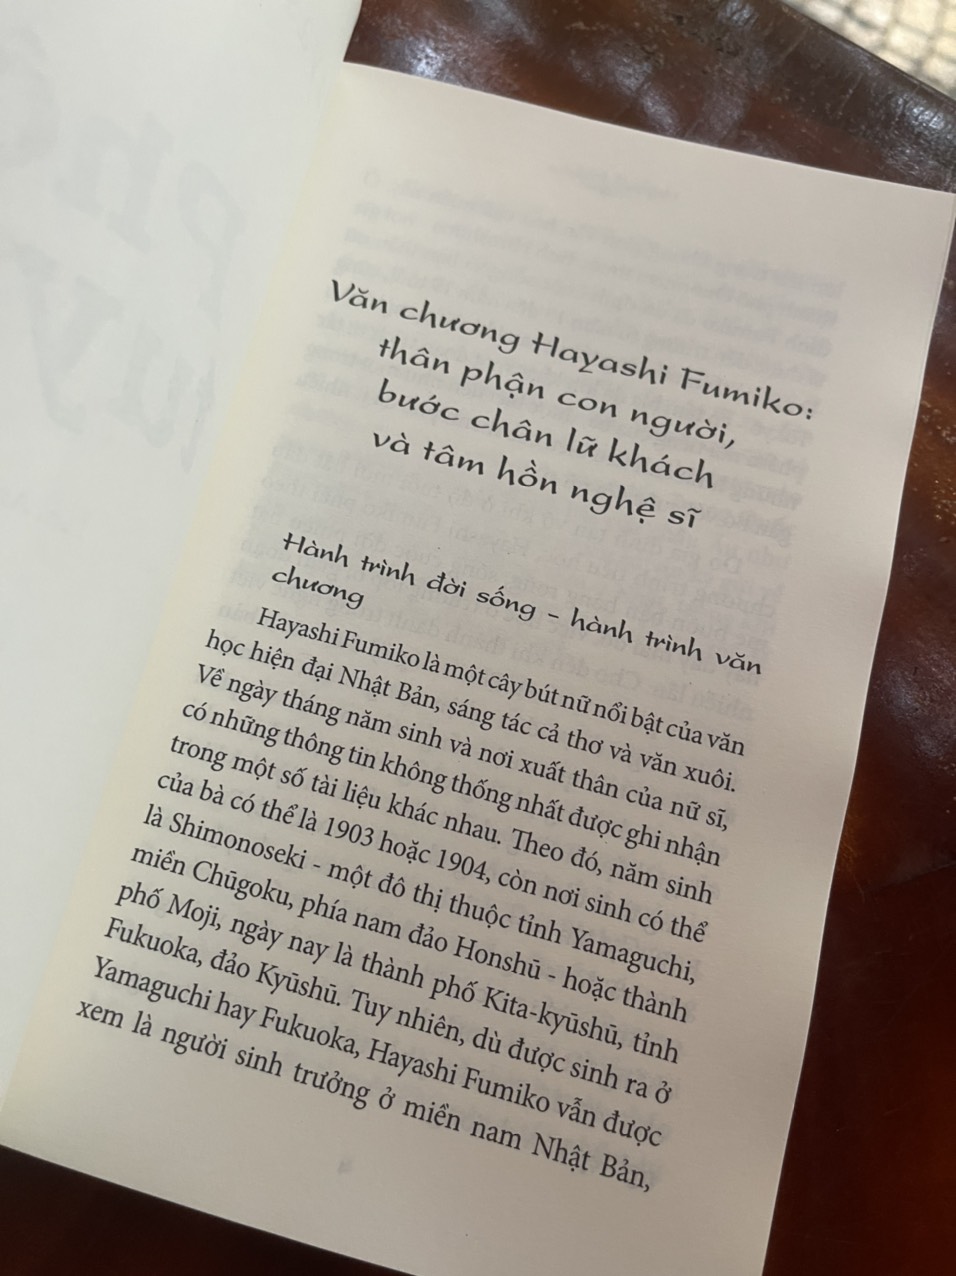 Văn chương Hayashi Fumiko:
thân phận con người,
bước chân lữ khách
và tâm hồn nghệ sĩ
Hành trình đời sống - hành trình văn
chương
Hayashi Fumiko là một cây bút nữ nổi bật của văn
học hiện đại Nhật Bản, sáng tác cả thơ và văn xuôi.
Về ngày tháng năm sinh và nơi xuất thân của nữ sĩ,
có những thông tin không thống nhất được ghi nhận
trong một số tài liệu khác nhau. Theo đó, năm sinh
của bà có thể là 1903 hoặc 1904, còn nơi sinh có thể
là Shimonoseki - một đô thị thuộc tỉnh Yamaguchi,
miền Chūgoku, phía nam đảo Honshū - hoặc thành
phố Moji, ngày nay là thành phố Kita-kyūshū, tỉnh
Fukuoka, đảo Kyūshū. Tuy nhiên, dù được sinh ra ở
Yamaguchi hay Fukuoka, Hayashi Fumiko vẫn được
xem là người sinh trưởng ở miền nam Nhật Bản,